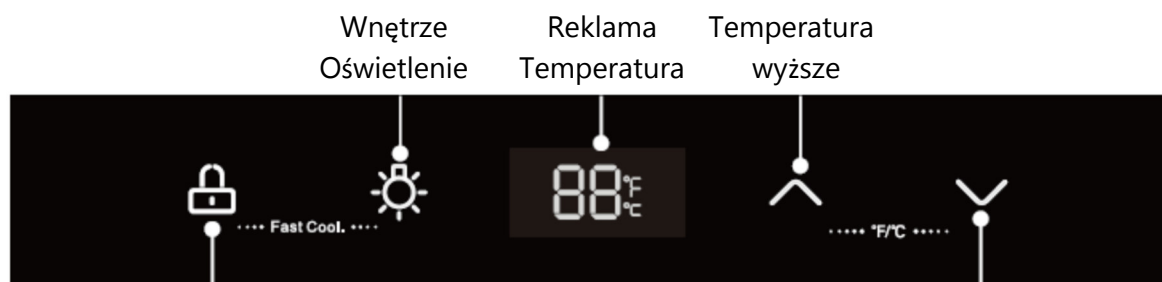 Wnętrze Reklama Temperatura
Oświetlenie Temperatura wyższe
88°F
°C
Fast Cool. °F/°C